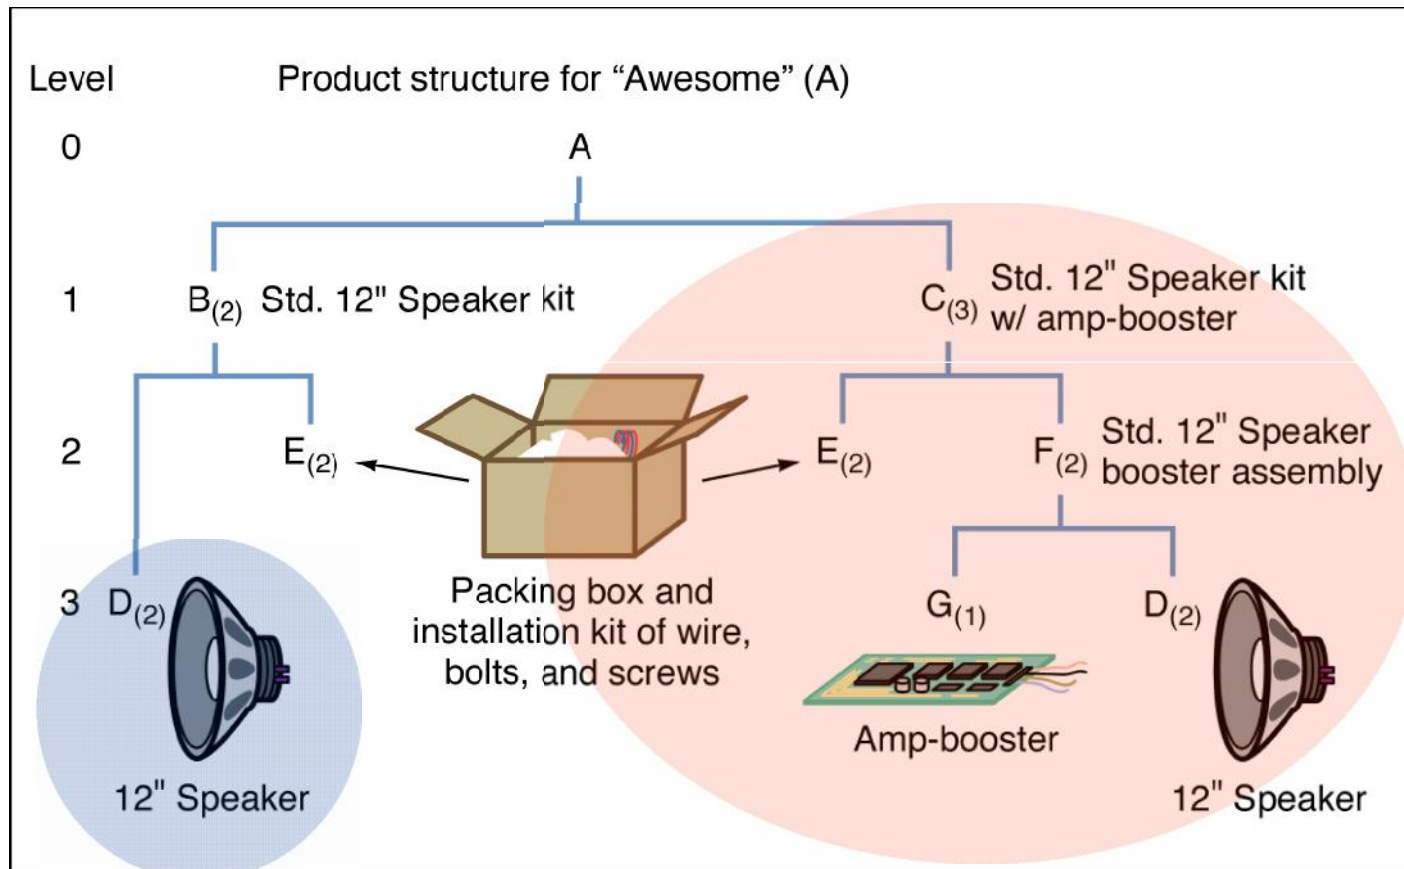 Level Product structure for “Awesome” (A)
0 A
1 B(2) Std. 12" Speaker kit C(3) Std. 12" Speaker kit
w/ amp-booster
2 E(2) E(2) F(2) Std. 12" Speaker
booster assembly
3 D(2) Packing box and
installation kit of wire,
bolts, and screws
G(1) D(2)
Amp-booster
12" Speaker 12" Speaker